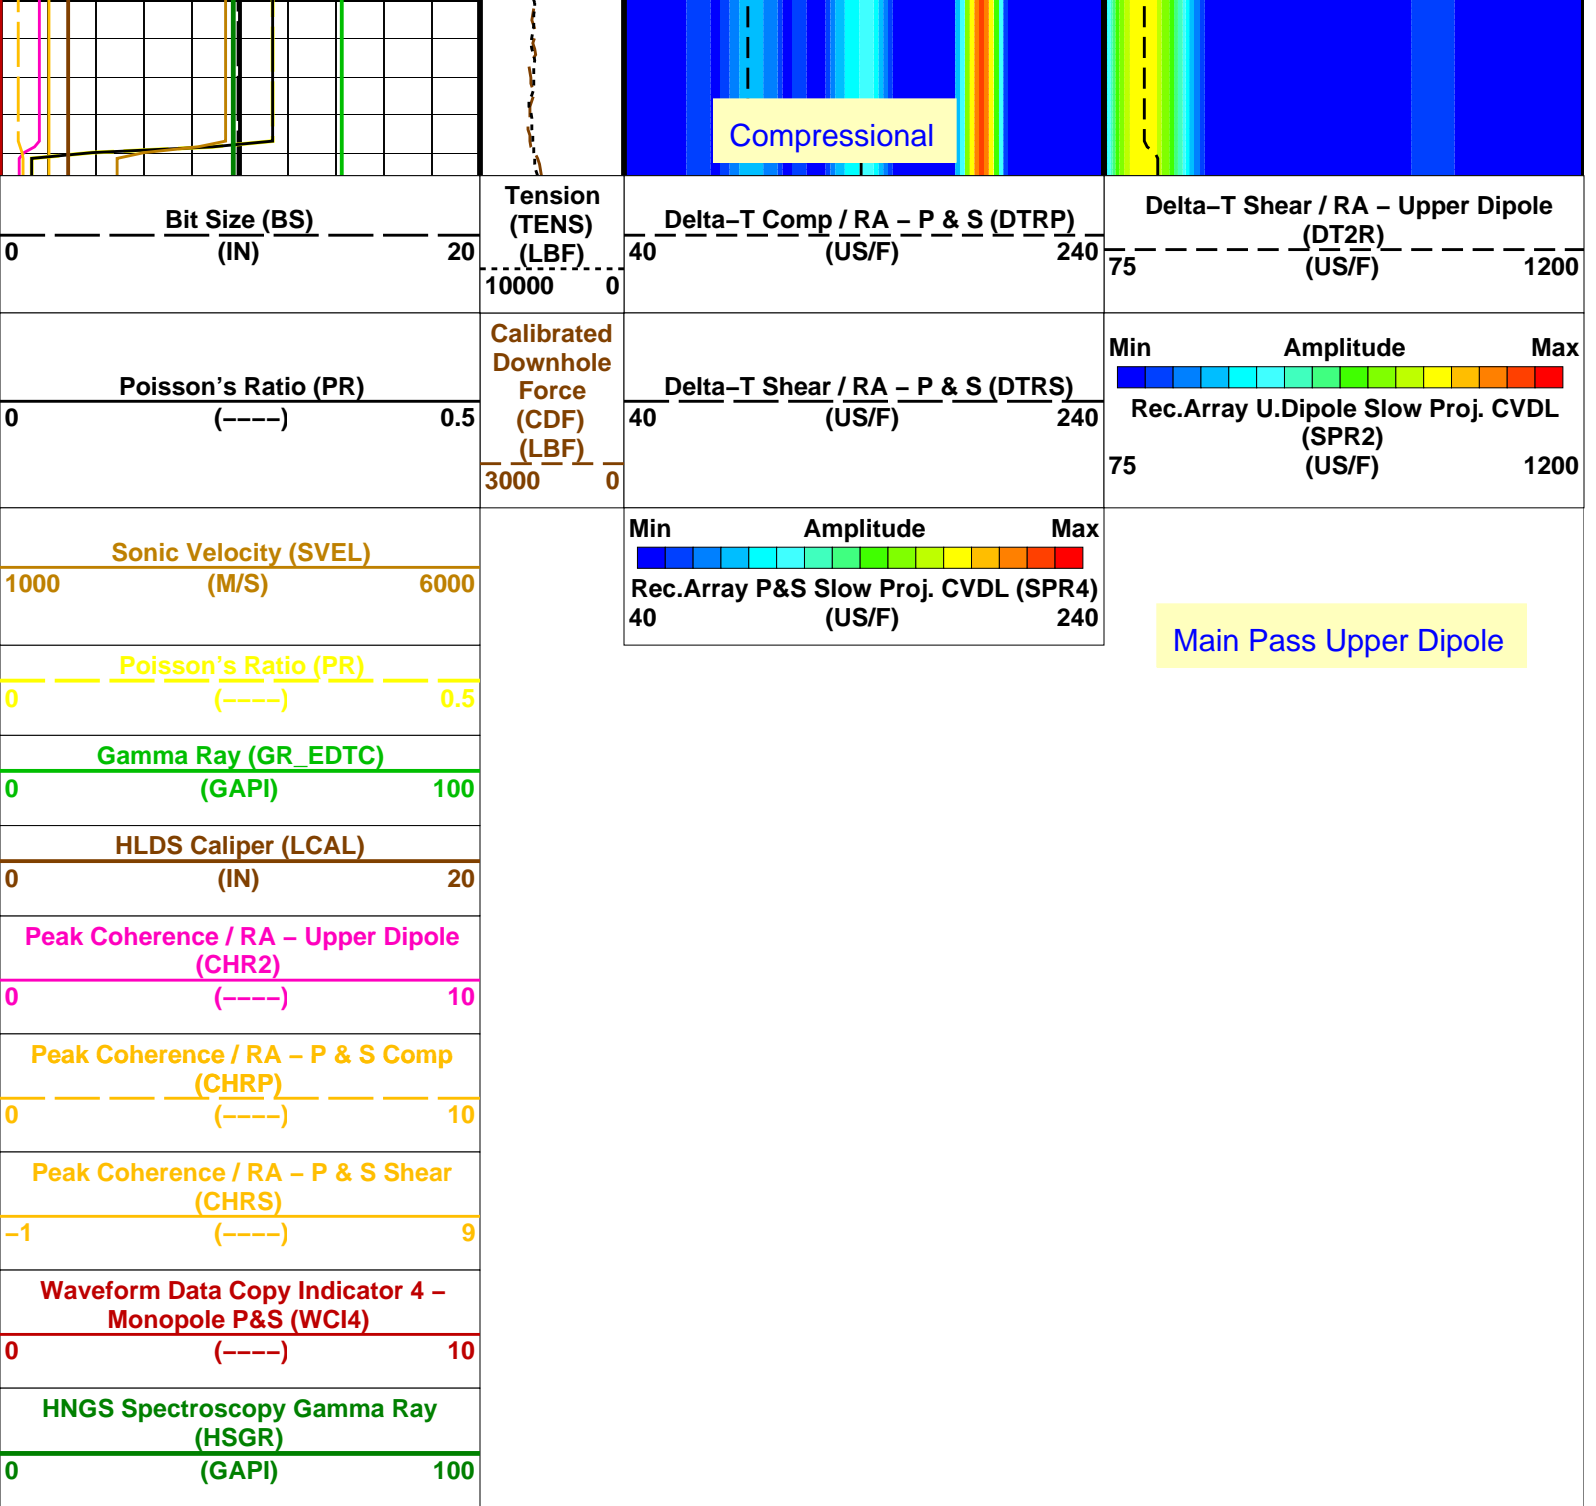 Compressional
Bit Size (BS)
0 (IN) 20
Tension
(TENS)
(LBF)
10000 0
Delta–T Comp / RA – P & S (DTRP)
40 (US/F) 240
Delta–T Shear / RA – Upper Dipole
(DT2R)
75 (US/F) 1200
Poisson's Ratio (PR)
0 (––––) 0.5
Calibrated
Downhole
Force
(CDF)
(LBF)
3000 0
Delta–T Shear / RA – P & S (DTRS)
40 (US/F) 240
Min Amplitude Max
Rec.Array U.Dipole Slow Proj. CVDL
(SPR2)
75 (US/F) 1200
Sonic Velocity (SVEL)
1000 (M/S) 6000
Min Amplitude Max
Rec.Array P&S Slow Proj. CVDL (SPR4)
40 (US/F) 240
Main Pass Upper Dipole
Poisson's Ratio (PR)
0 (––––) 0.5
Gamma Ray (GR_EDTC)
0 (GAPI) 100
HLDS Caliper (LCAL)
0 (IN) 20
Peak Coherence / RA – Upper Dipole
(CHR2)
0 (––––) 10
Peak Coherence / RA – P & S Comp
(CHRP)
0 (––––) 10
Peak Coherence / RA – P & S Shear
(CHRS)
–1 (––––) 9
Waveform Data Copy Indicator 4 –
Monopole P&S (WCI4)
0 (––––) 10
HNGS Spectroscopy Gamma Ray
(HSGR)
0 (GAPI) 100